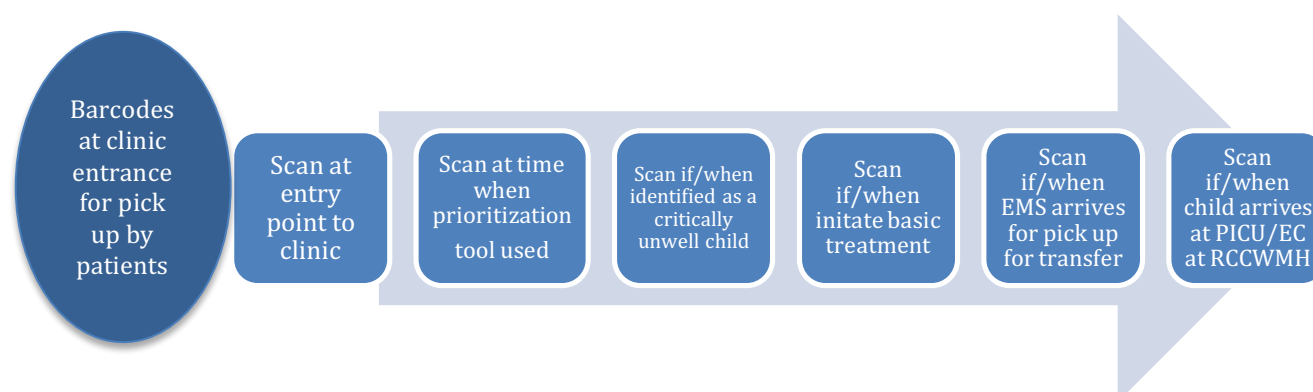 Barcodes
at clinic
entrance
for pick
up by
patients
Scan at
entry
point to
clinic
Scan at time
when
prioritization
tool used
Scan if/when
identified as a
critically
unwell child
Scan
if/when
initate basic
treatment
Scan
if/when
EMS arrives
for pick up
for transfer
Scan
if/when
child arrives
at PICU/EC
at RCCWMH